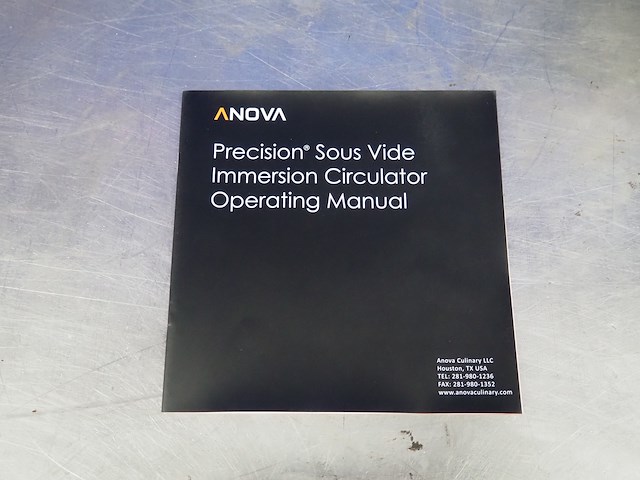 ANOVA
Precision® Sous Vide
Immersion Circulator
Operating Manual
Anova Culinary LLC
Houston, TX USA
TEL: 281-980-1236
FAX: 281-980-1352
www.anovaculinary.com